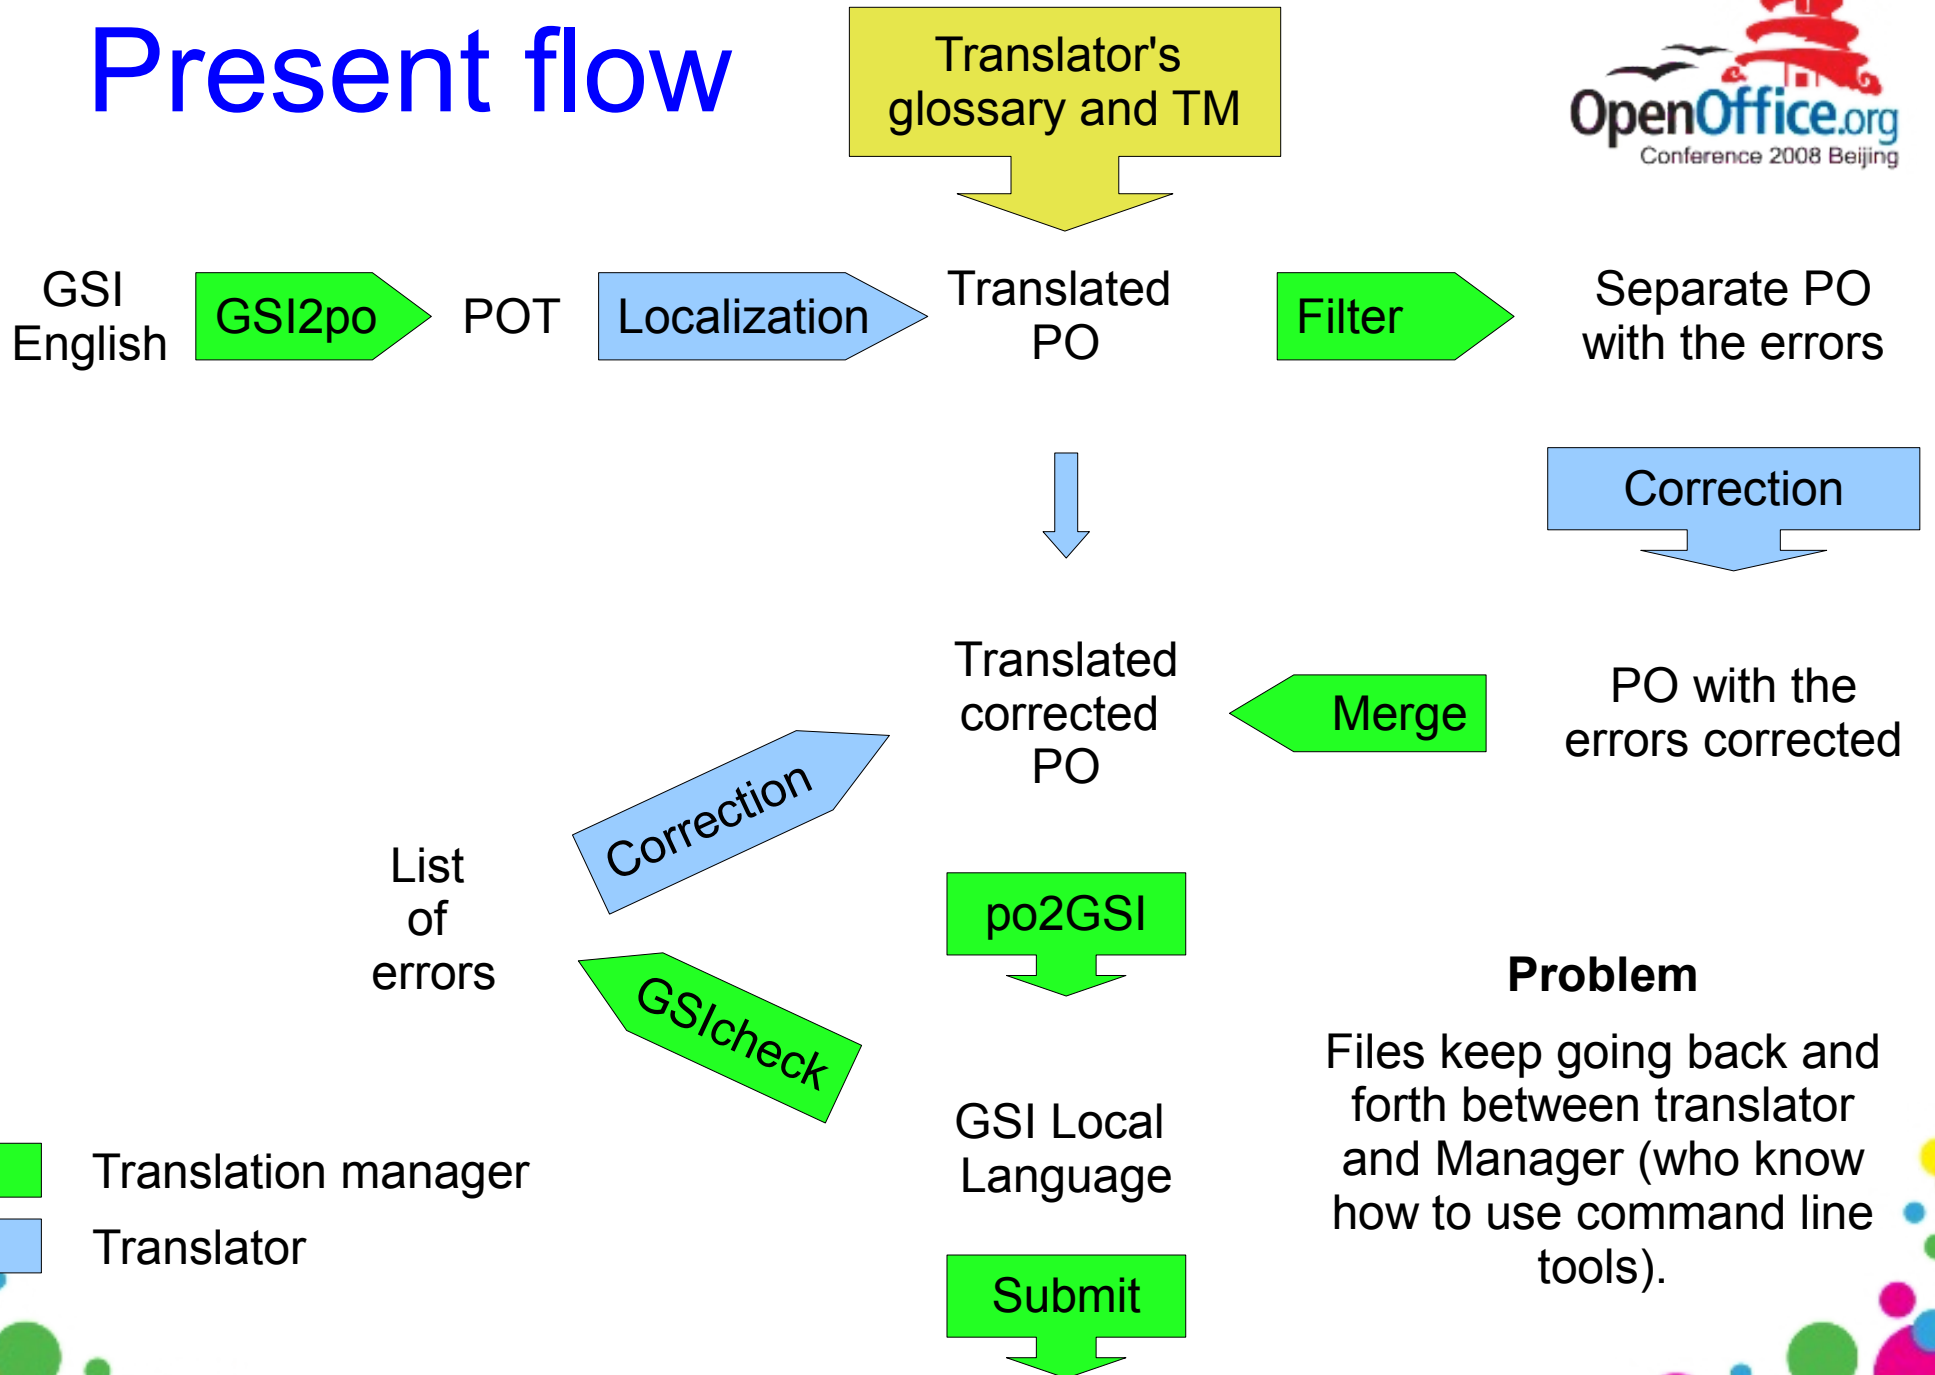 Present flow
Translator's
glossary and TM
OpenOffice.org
Conference 2008 Beijing
GSI
English
GSI2po
POT
Localization
Translated
PO
Filter
Separate PO
with the errors
Correction
Translated
corrected
PO
Merge
PO with the
errors corrected
Correction
List
of
errors
po2GSI
GSIcheck
Problem
Files keep going back and
forth between translator
and Manager (who know
how to use command line
tools).
GSI Local
Language
Translation manager
Translator
Submit